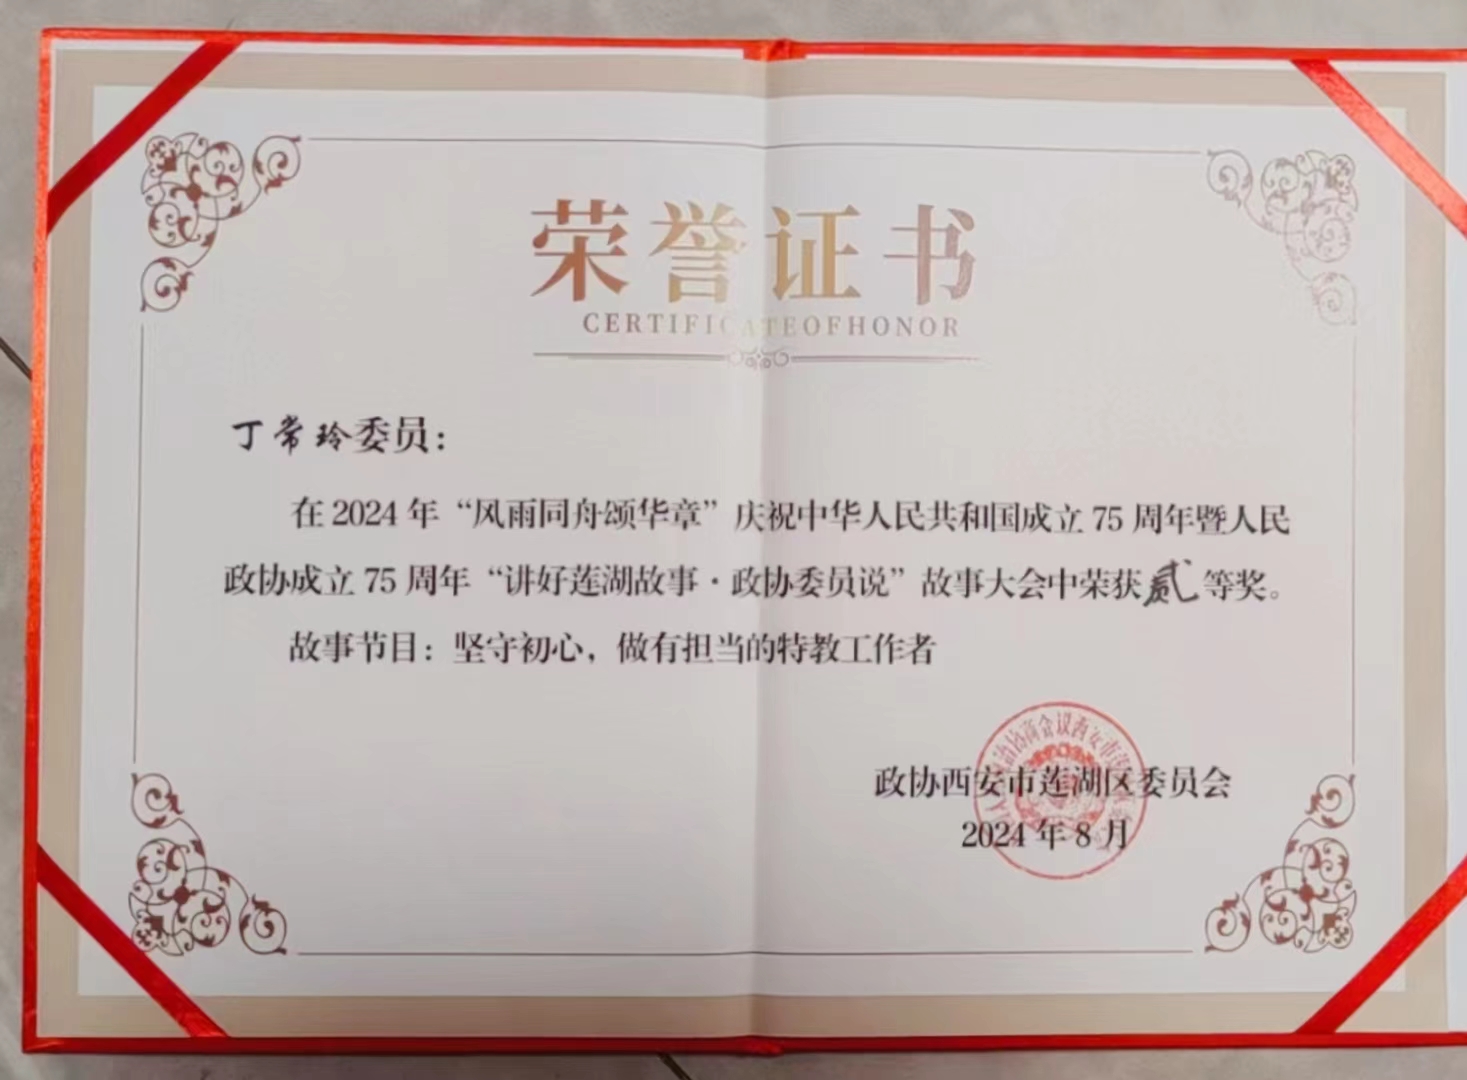 荣誉证书
CERTIFICATEOFHONOR
丁常玲委员：
在2024年“风雨同舟颂华章”庆祝中华人民共和国成立75周年暨人民
政协成立75周年“讲好莲湖故事·政协委员说”故事大会中荣获贰等奖。
故事节目：坚守初心，做有担当的特教工作者
政协西安市莲湖区委员会
2024年8月